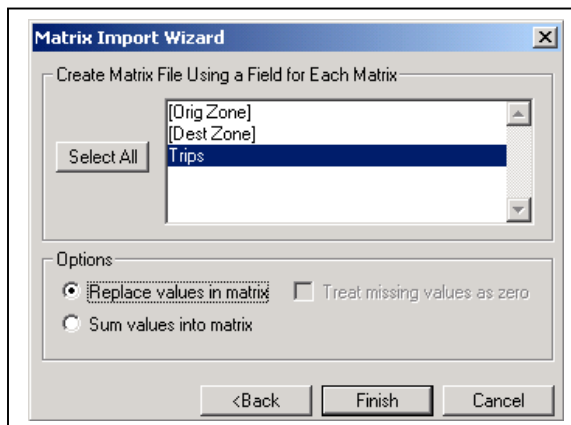 Matrix Import Wizard
Create Matrix File Using a Field for Each Matrix
[Orig Zone]
[Dest Zone]
Select All
Trips
Options
Replace values in matrix Treat missing values as zero
Sum values into matrix
<Back Finish Cancel